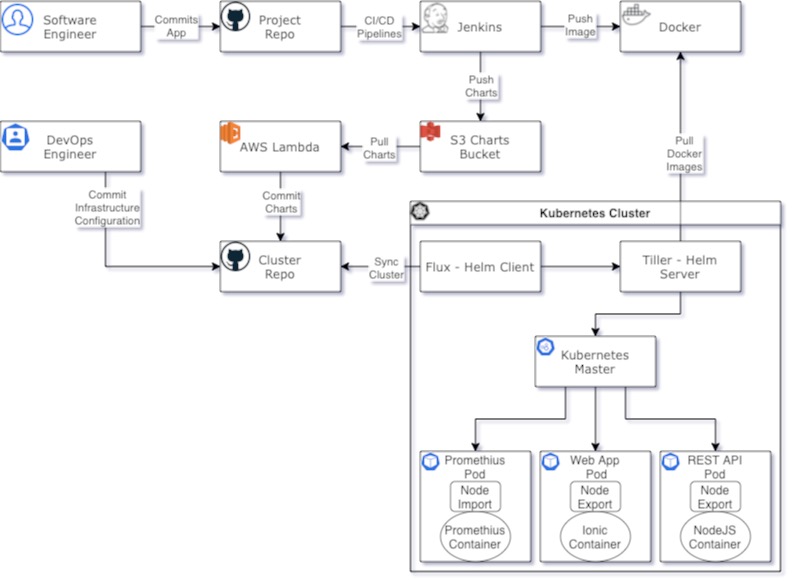 Software
Engineer
Commits
App
Project
Repo
CI/CD
Pipelines
Jenkins
Push
Image
Docker
Push
Charts
DevOps
Engineer
AWS Lambda
Pull
Charts
S3 Charts
Bucket
Pull
Docker
Images
Commit
Infrastructure
Configuration
Commit
Charts
Kubernetes Cluster
Cluster
Repo
Sync
Cluster
Flux - Helm Client
Tiller - Helm
Server
Kubernetes
Master
Promethius
Pod
Node
Import
Promethius
Container
Web App
Pod
Node
Export
Ionic
Container
REST API
Pod
Node
Export
NodeJS
Container